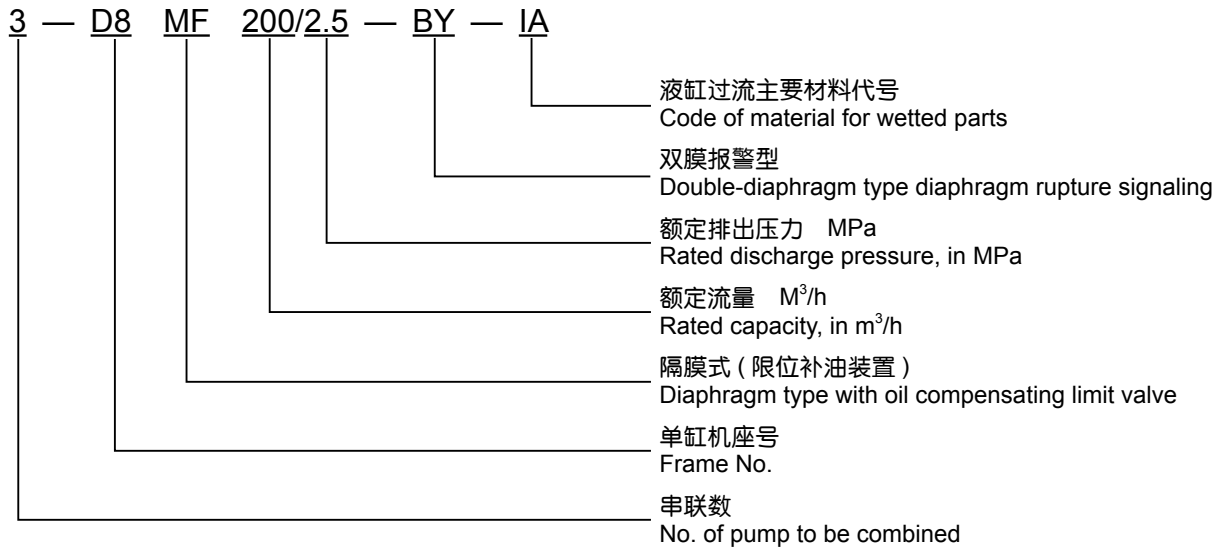 3 — D8 MF 200/2.5 — BY — IA
液缸过流主要材料代号
Code of material for wetted parts
双膜报警型
Double-diaphragm type diaphragm rupture signaling
额定排出压力 MPa
Rated discharge pressure, in MPa
额定流量 M³/h
Rated capacity, in m³/h
隔膜式 ( 限位补油装置 )
Diaphragm type with oil compensating limit valve
单缸机座号
Frame No.
串联数
No. of pump to be combined